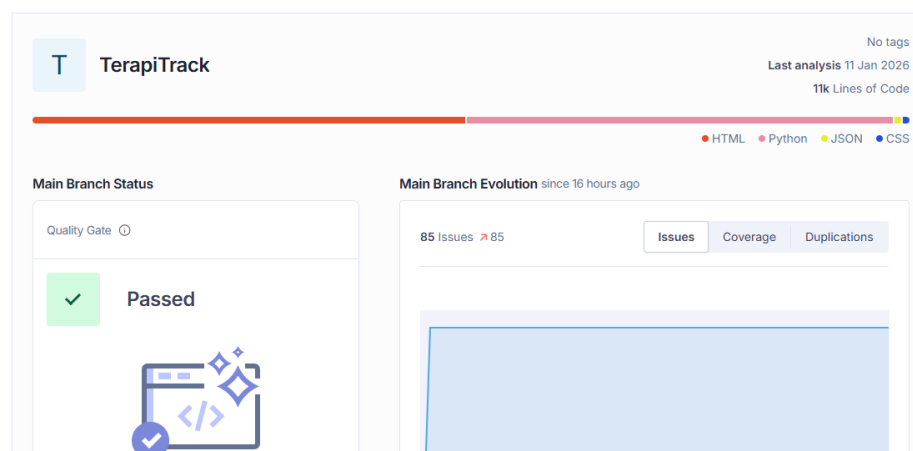 T
TerapiTrack
No tags
Last analysis 11 Jan 2026
11k Lines of Code
HTML Python JSON CSS
Main Branch Status
Main Branch Evolution since 16 hours ago
Quality Gate
85 Issues 85
Issues Coverage Duplications
Passed